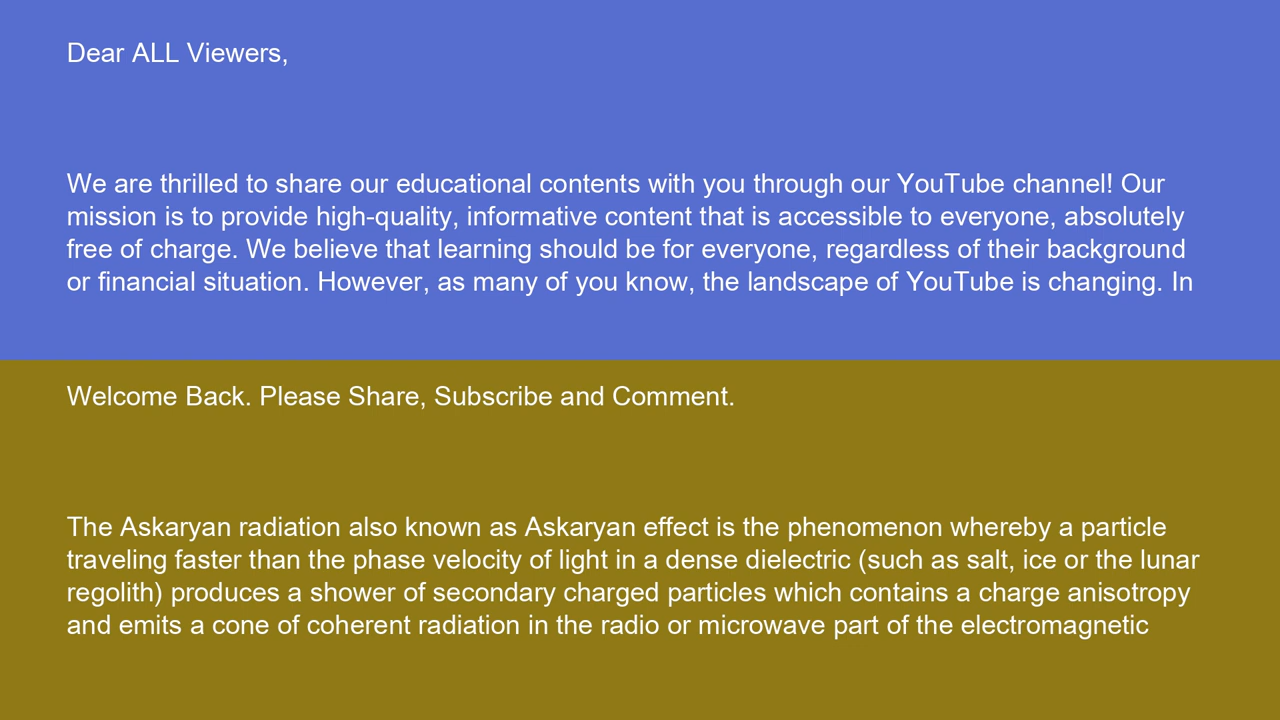 Dear ALL Viewers,
We are thrilled to share our educational contents with you through our YouTube channel! Our
mission is to provide high-quality, informative content that is accessible to everyone, absolutely
free of charge. We believe that learning should be for everyone, regardless of their background
or financial situation. However, as many of you know, the landscape of YouTube is changing. In
Welcome Back. Please Share, Subscribe and Comment.
The Askaryan radiation also known as Askaryan effect is the phenomenon whereby a particle
traveling faster than the phase velocity of light in a dense dielectric (such as salt, ice or the lunar
regolith) produces a shower of secondary charged particles which contains a charge anisotropy
and emits a cone of coherent radiation in the radio or microwave part of the electromagnetic